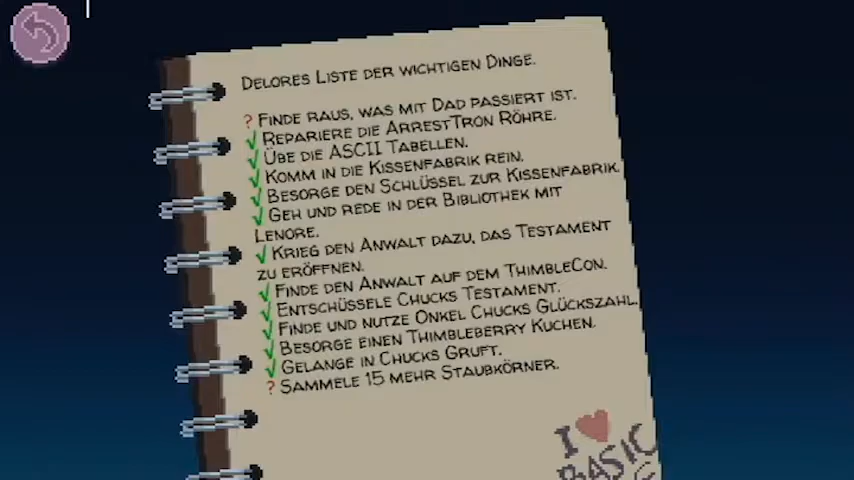 Delores Liste der wichtigen Dinge.
? Finde raus, was mit Dad passiert ist.
✓ Repariere die ArrestTron Röhre.
✓ Übe die ASCII Tabellen.
✓ Komm in die Kissenfabrik rein.
✓ Besorge den Schlüssel zur Kissenfabrik.
✓ Geh und rede in der Bibliothek mit
Lenore.
✓ Krieg den Anwalt dazu, das Testament
zu eröffnen.
✓ Finde den Anwalt auf dem ThimbleCon.
✓ Entschüssele Chucks Testament.
✓ Finde und nutze Onkel Chucks Glückszahl.
✓ Besorge einen Thimbleberry Kuchen.
✓ Gelange in Chucks Gruft.
? Sammele 15 mehr Staubkörner.
I ❤
BASIC